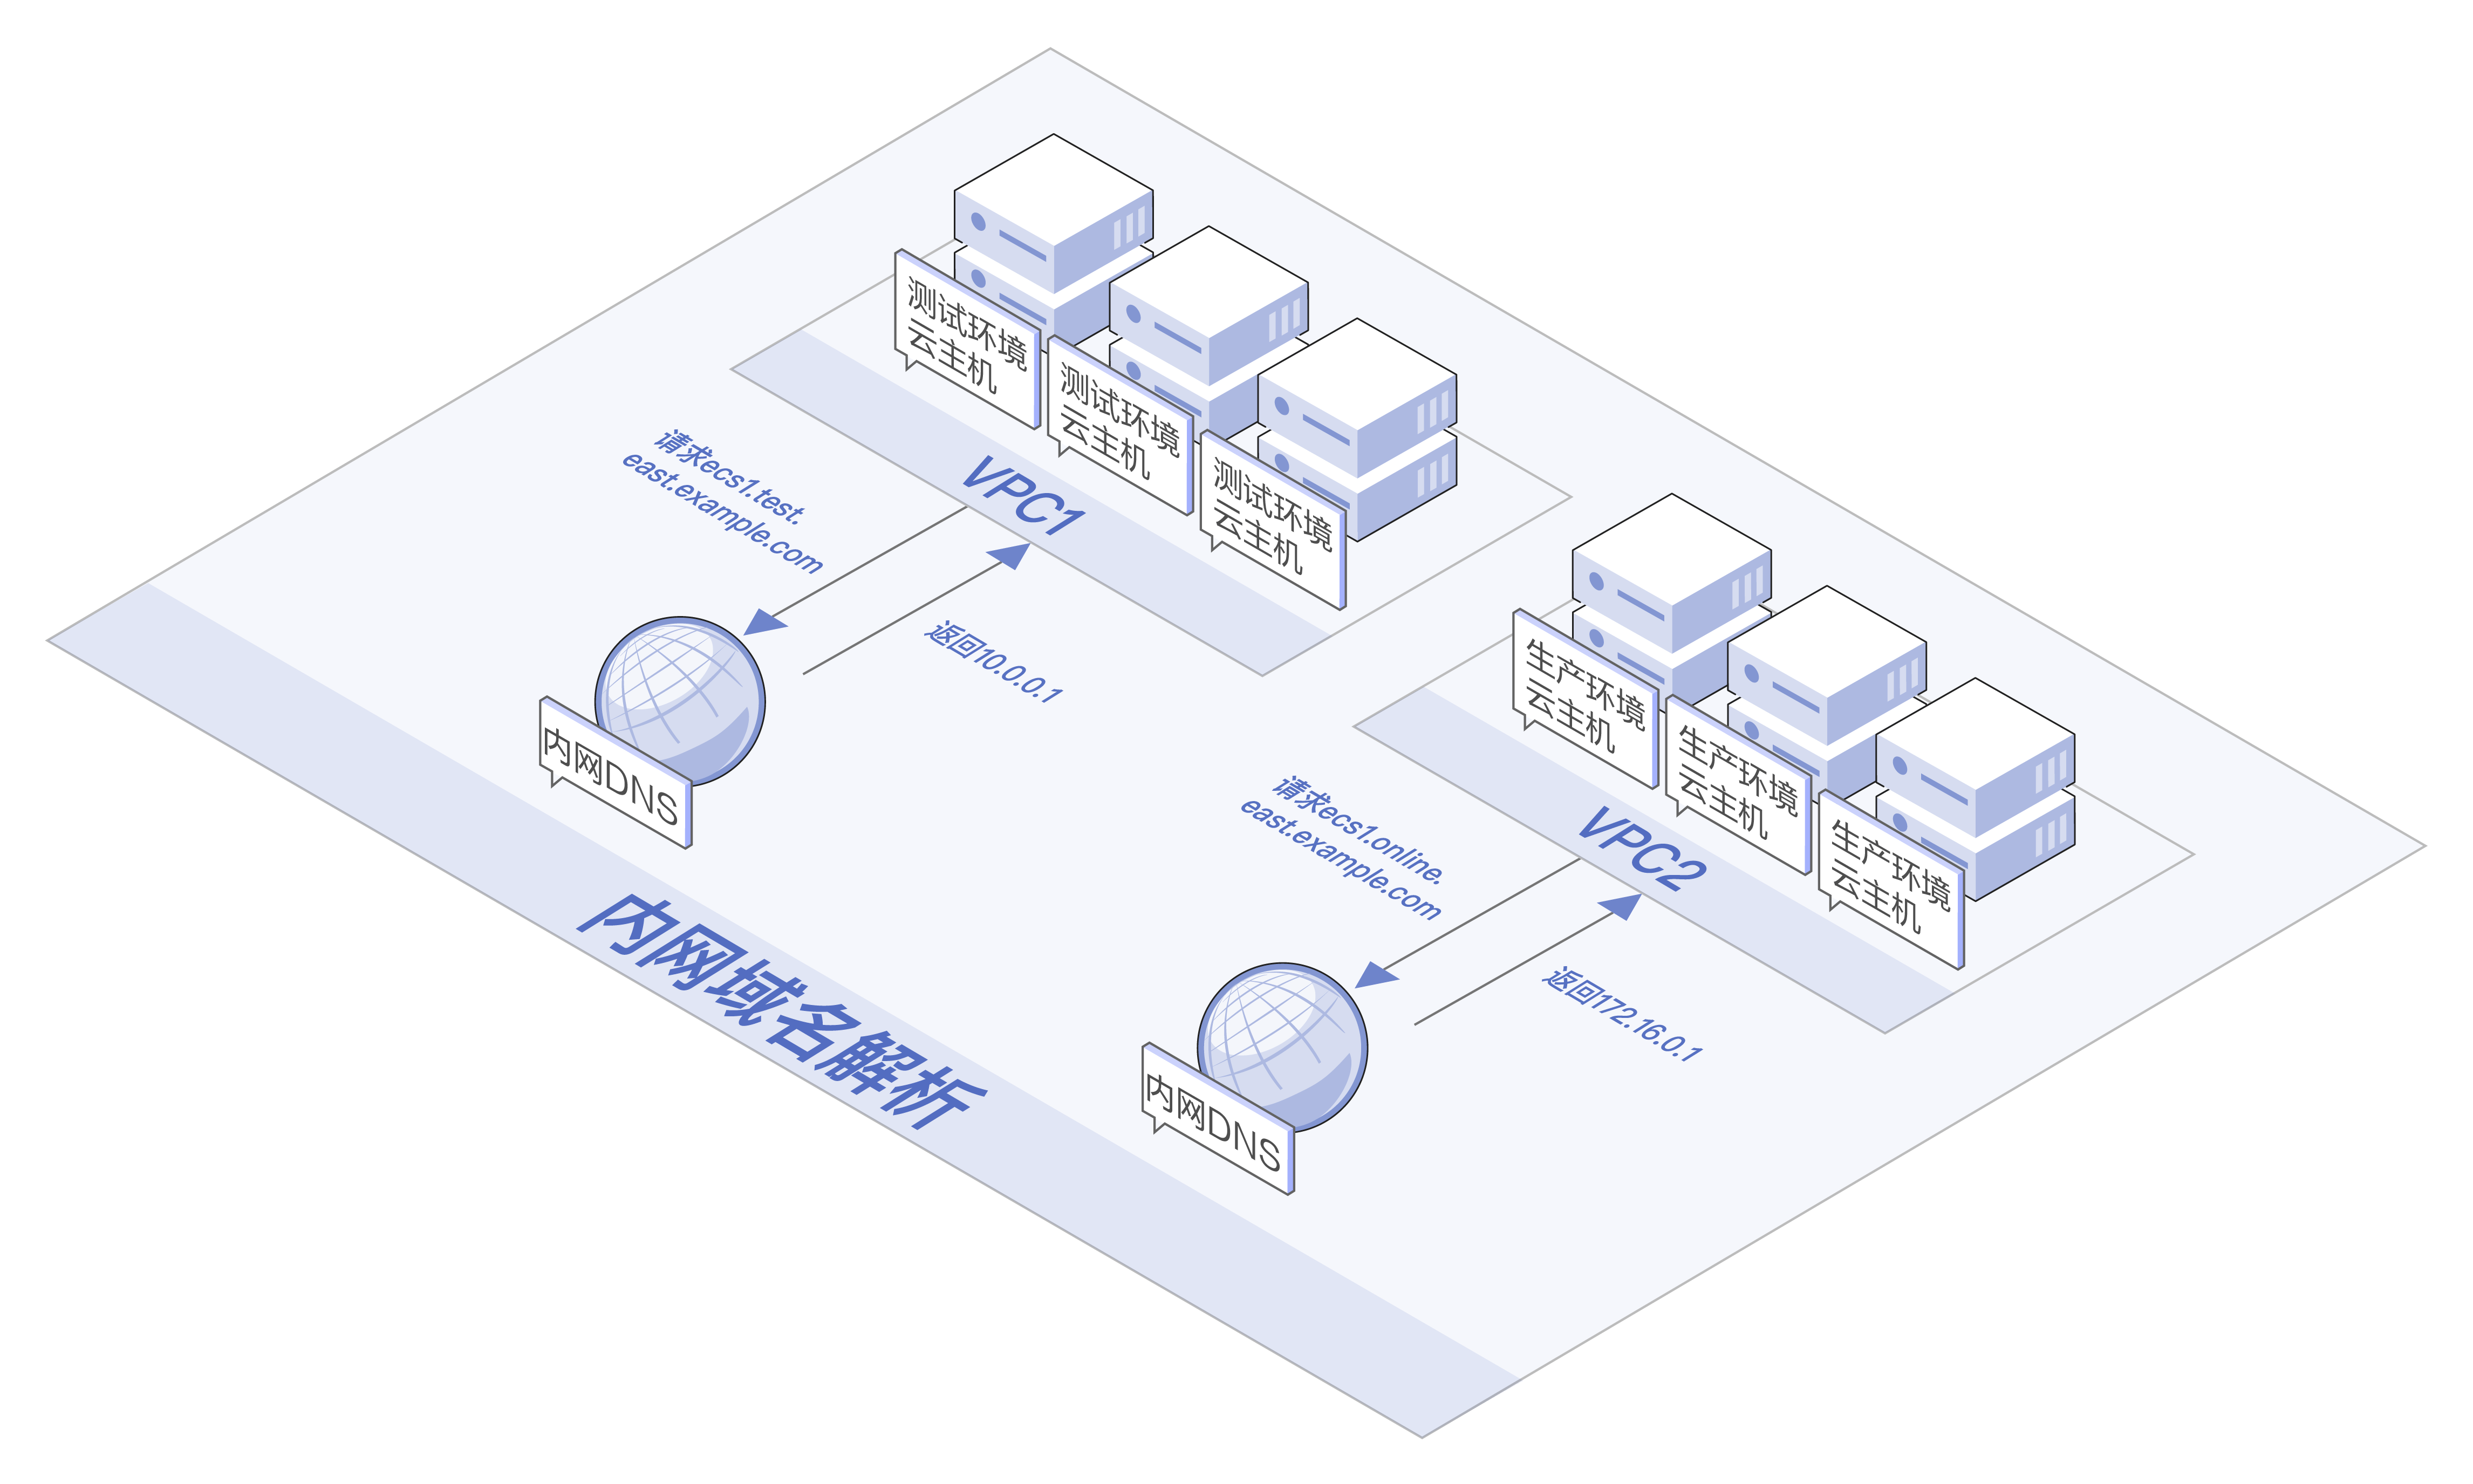 测试环境
云主机
测试环境
云主机
测试环境
云主机
VPC1
请求ecs1.test.
east.example.com
返回10.0.0.1
内网DNS
生产环境
云主机
生产环境
云主机
生产环境
云主机
VPC2
请求ecs1.online.
east.example.com
返回172.16.0.1
内网DNS
内网域名解析